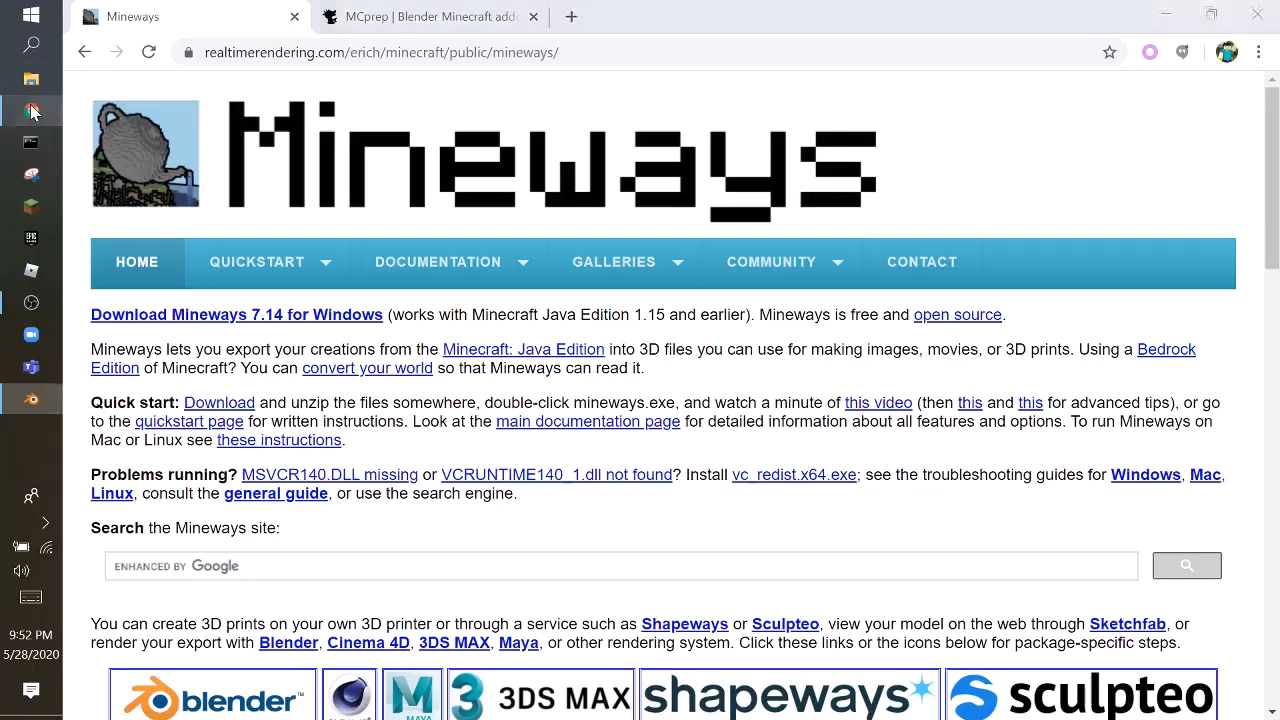 Mineways
MCprep | Blender Minecraft add
realtimerendering.com/erich/minecraft/public/mineways/
Mineways
HOME
QUICKSTART
DOCUMENTATION
GALLERIES
COMMUNITY
CONTACT
Download Mineways 7.14 for Windows (works with Minecraft Java Edition 1.15 and earlier). Mineways is free and open source.
Mineways lets you export your creations from the Minecraft: Java Edition into 3D files you can use for making images, movies, or 3D prints. Using a Bedrock
Edition of Minecraft? You can convert your world so that Mineways can read it.
Quick start: Download and unzip the files somewhere, double-click mineways.exe, and watch a minute of this video (then this and this for advanced tips), or go
to the quickstart page for written instructions. Look at the main documentation page for detailed information about all features and options. To run Mineways on
Mac or Linux see these instructions.
Problems running? MSVCR140.DLL missing or VCRUNTIME140_1.dll not found? Install vc_redist.x64.exe; see the troubleshooting guides for Windows, Mac,
Linux, consult the general guide, or use the search engine.
Search the Mineways site:
ENHANCED BY Google
You can create 3D prints on your own 3D printer or through a service such as Shapeways or Sculpteo, view your model on the web through Sketchfab, or
render your export with Blender, Cinema 4D, 3DS MAX, Maya, or other rendering system. Click these links or the icons below for package-specific steps.
blender™
MAYA
3DS MAX
shapeways
sculpteo
EPIC
GAMES
9:52 PM
5/28/2020